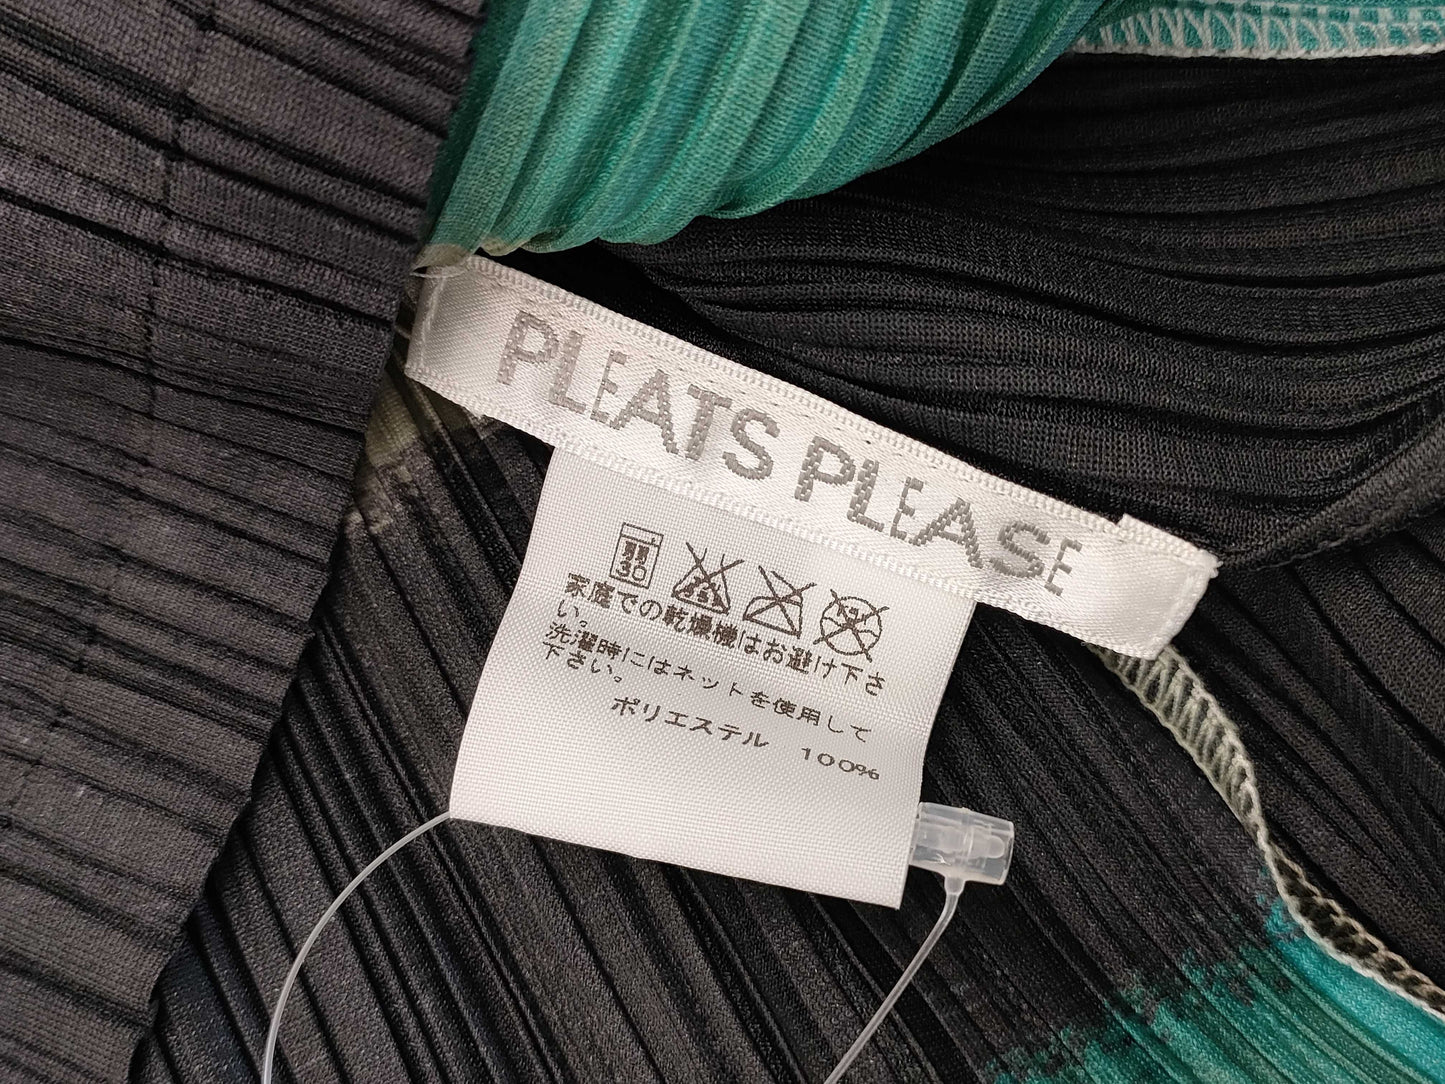 PLEATS PLEASE
30
家庭での乾燥機はお避け下さ
い。
洗濯時にはネットを使用して
下さい。
ポリエステル 100%